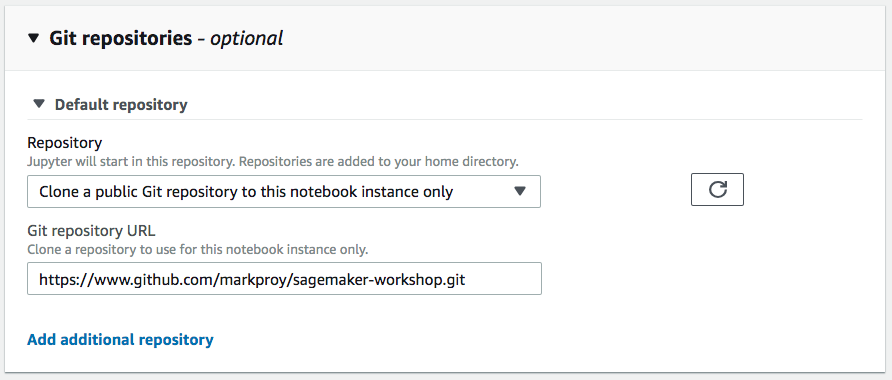 Git repositories - optional
Default repository
Repository
Jupyter will start in this repository. Repositories are added to your home directory.
Clone a public Git repository to this notebook instance only
Git repository URL
Clone a repository to use for this notebook instance only.
https://www.github.com/markproy/sagemaker-workshop.git
Add additional repository